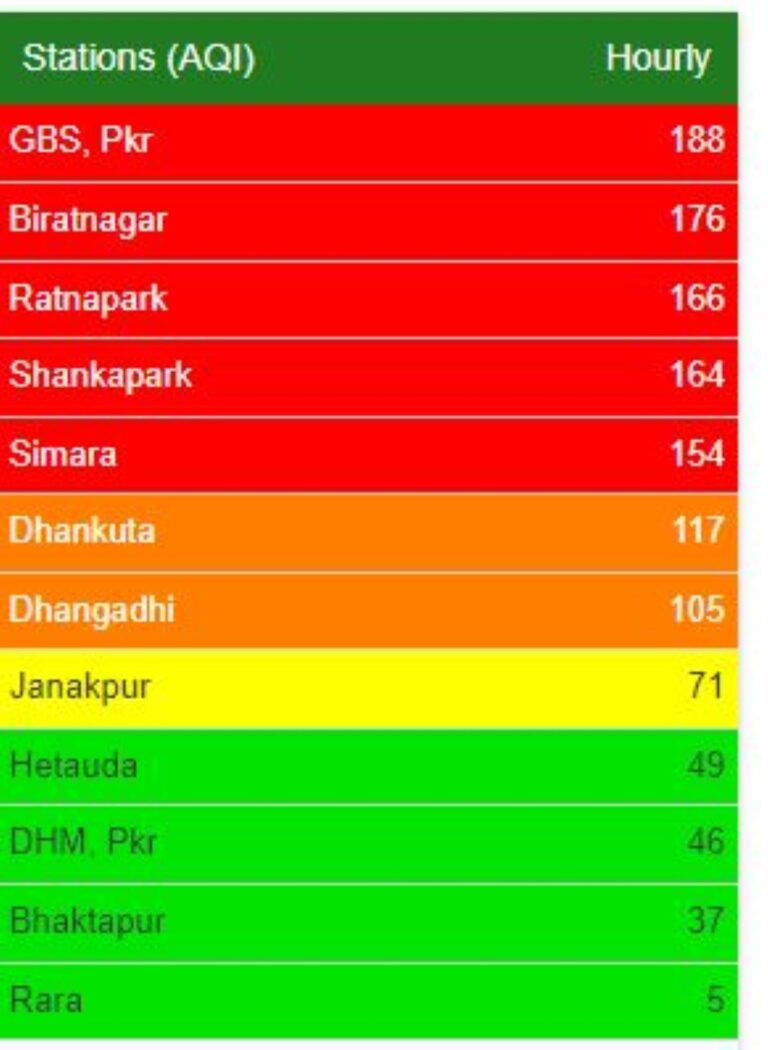 Stations (AQI) Hourly
GBS, Pkr 188
Biratnagar 176
Ratnapark 166
Shankapark 164
Simara 154
Dhankuta 117
Dhangadhi 105
Janakpur 71
Hetauda 49
DHM, Pkr 46
Bhaktapur 37
Rara 5